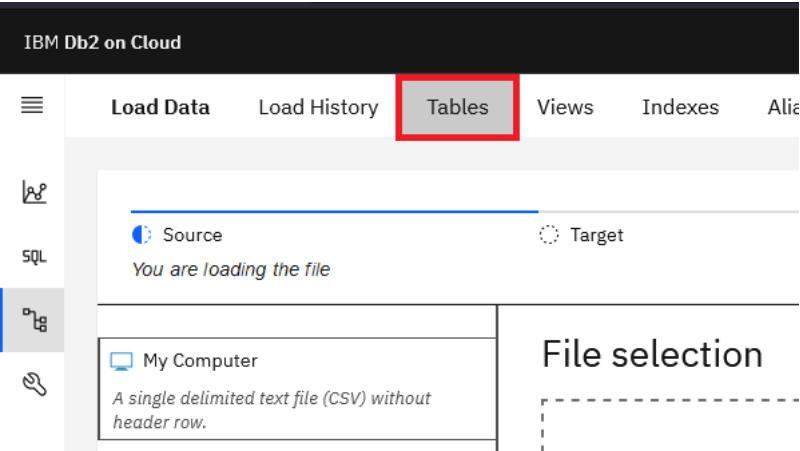 IBM Db2 on Cloud
Load Data Load History Tables Views Indexes
Source
Target
You are loading the file
SQL
My Computer
A single delimited text file (CSV) without
header row.
File selection